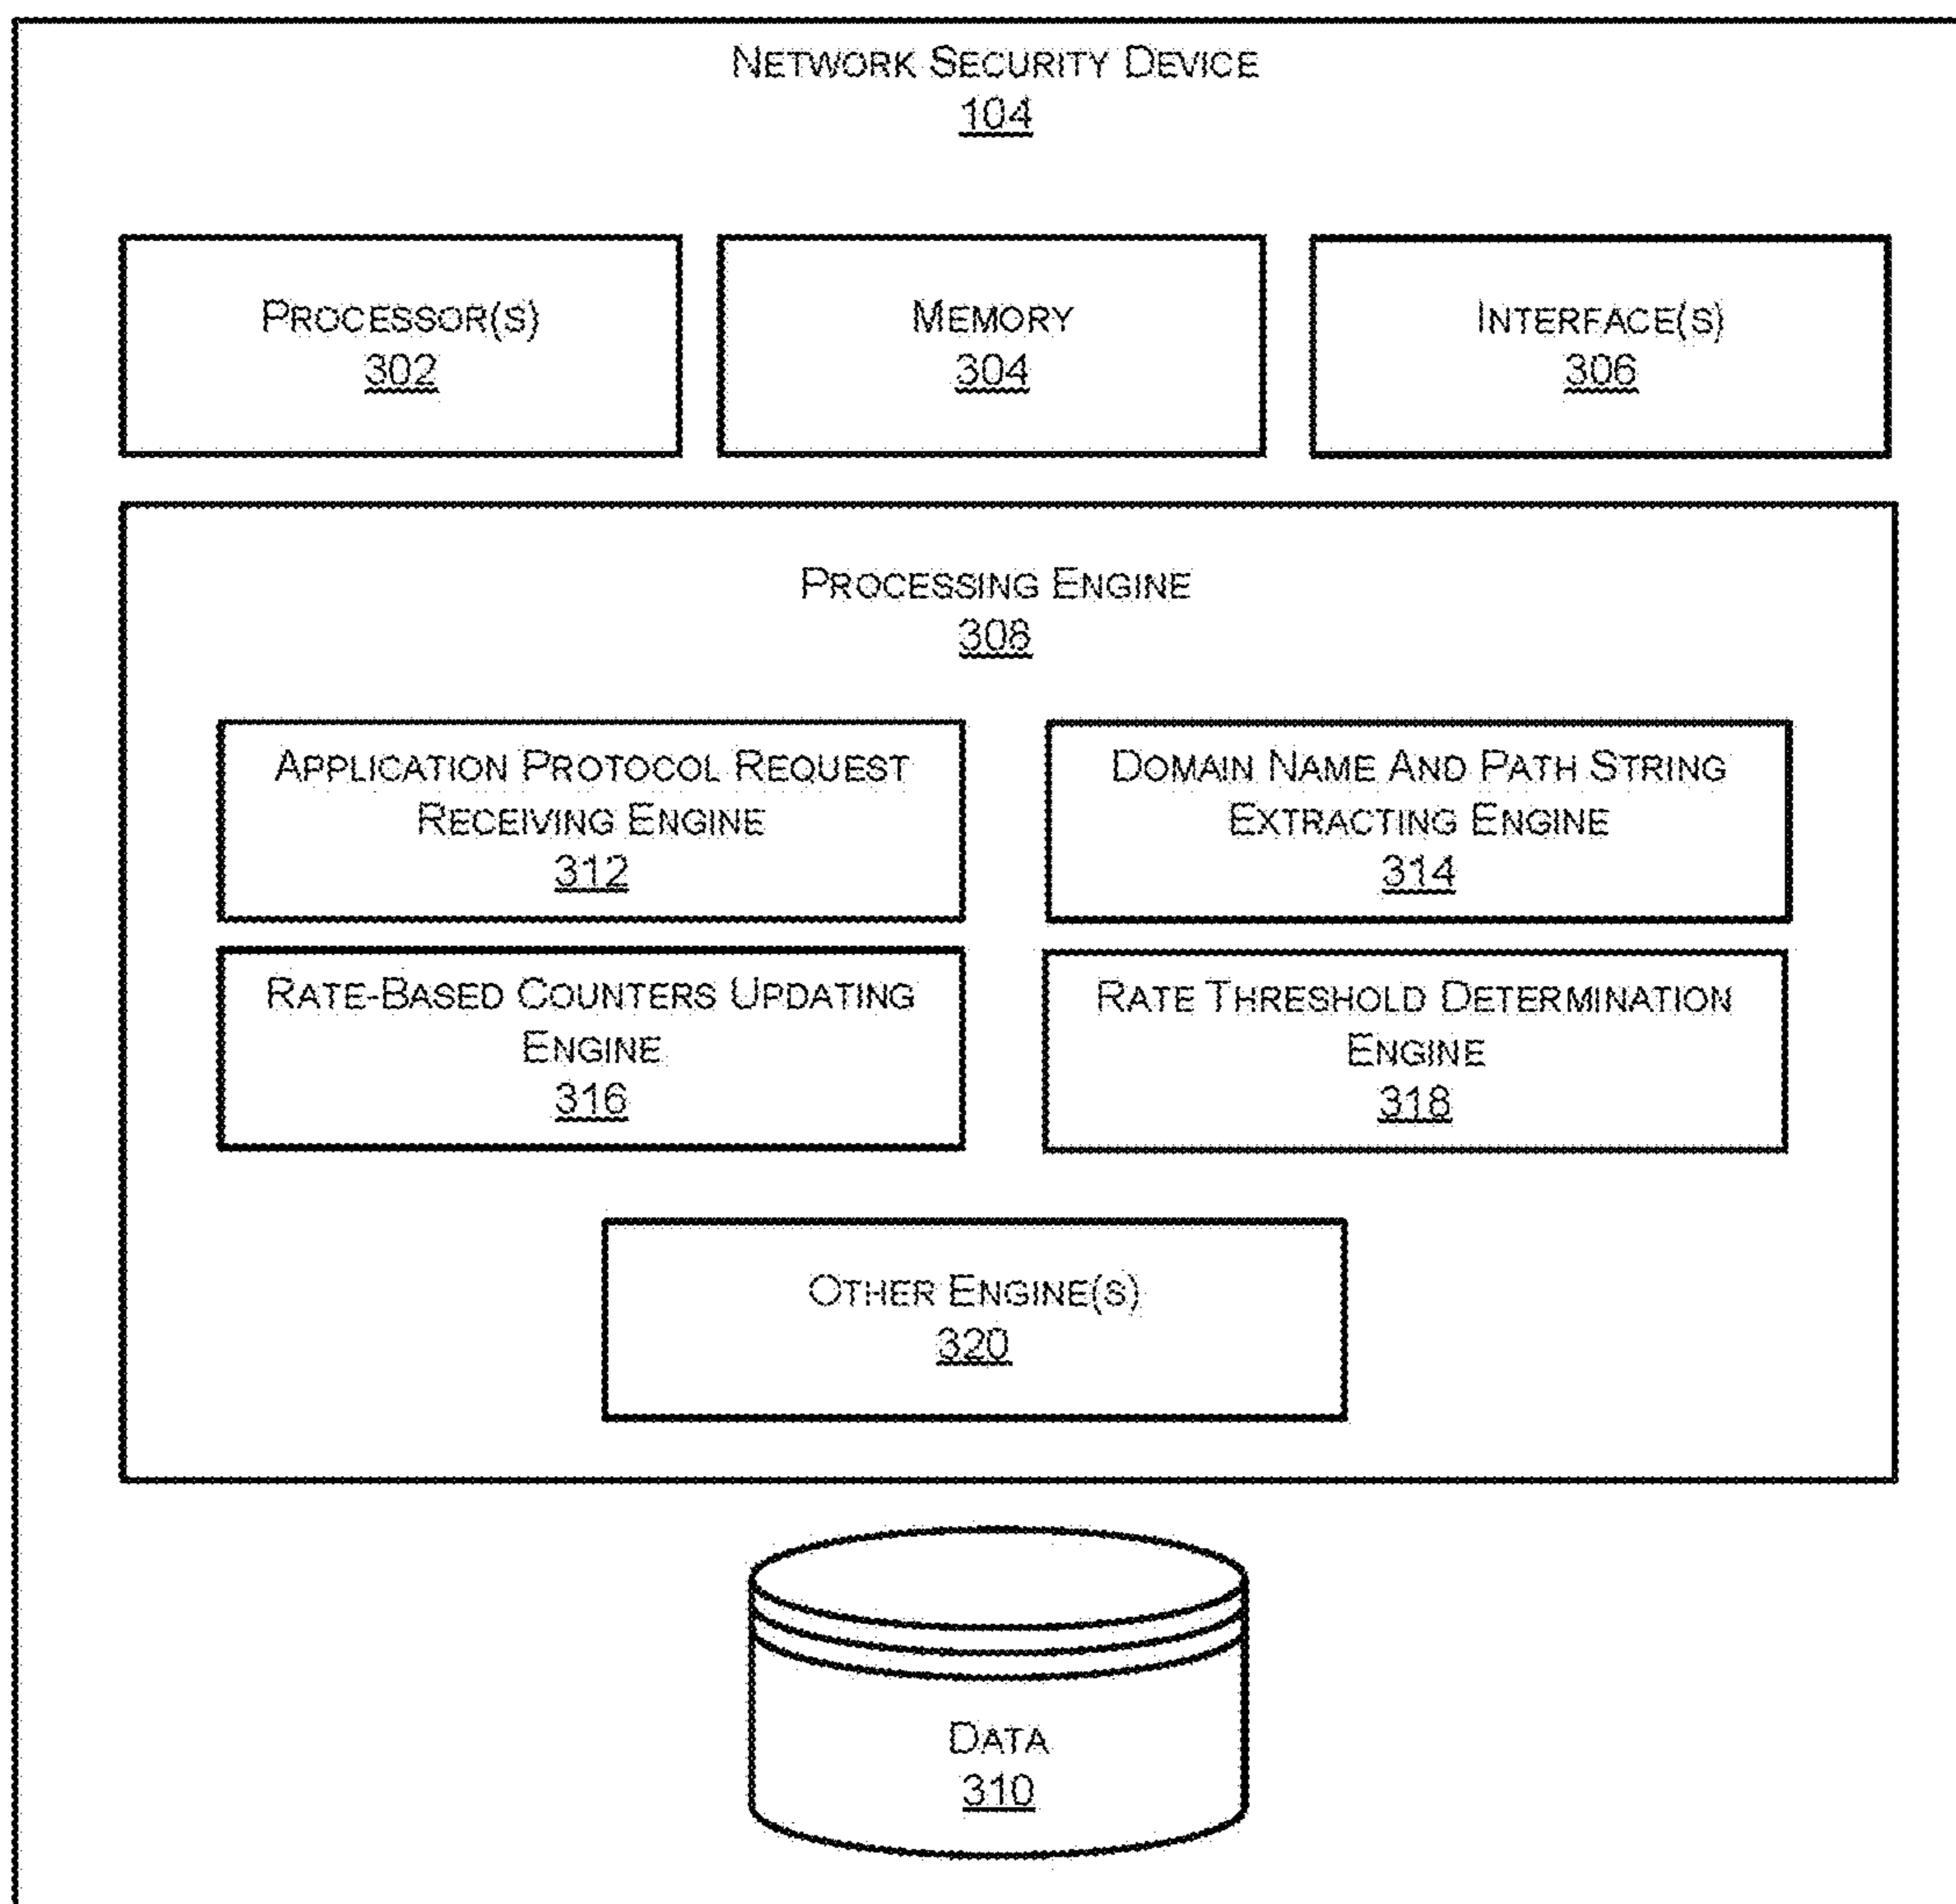 NETWORK SECURITY DEVICE
104
PROCESSOR(S)
302
MEMORY
304
INTERFACE(S)
306
PROCESSING ENGINE
308
APPLICATION PROTOCOL REQUEST
RECEIVING ENGINE
312
DOMAIN NAME AND PATH STRING
EXTRACTING ENGINE
314
RATE-BASED COUNTERS UPDATING
ENGINE
316
RATE THRESHOLD DETERMINATION
ENGINE
318
OTHER ENGINE(S)
320
DATA
310